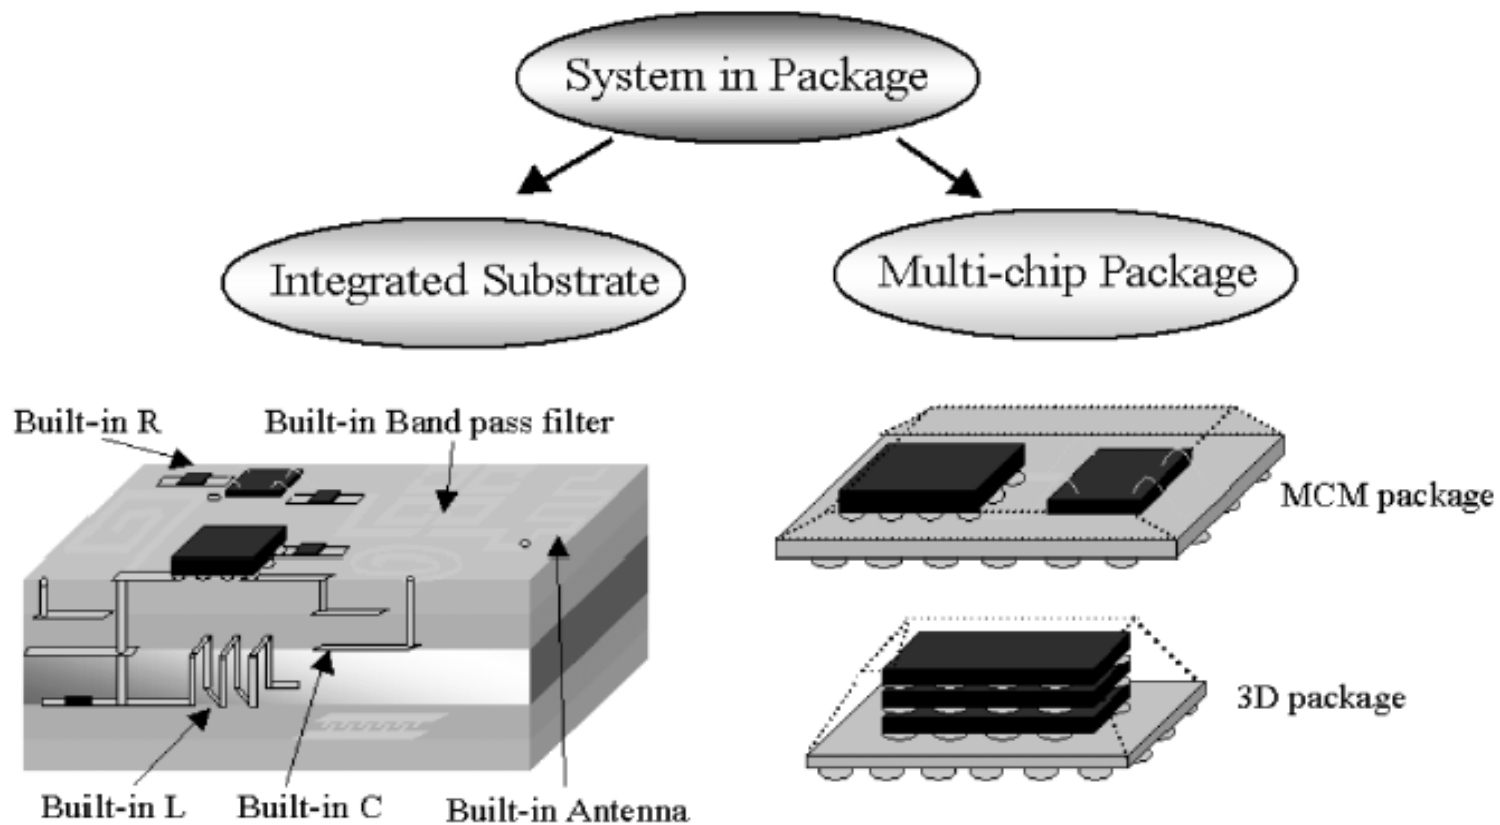 System in Package
Integrated Substrate
Multi-chip Package
Built-in R
Built-in Band pass filter
MCM package
3D package
Built-in L
Built-in C
Built-in Antenna